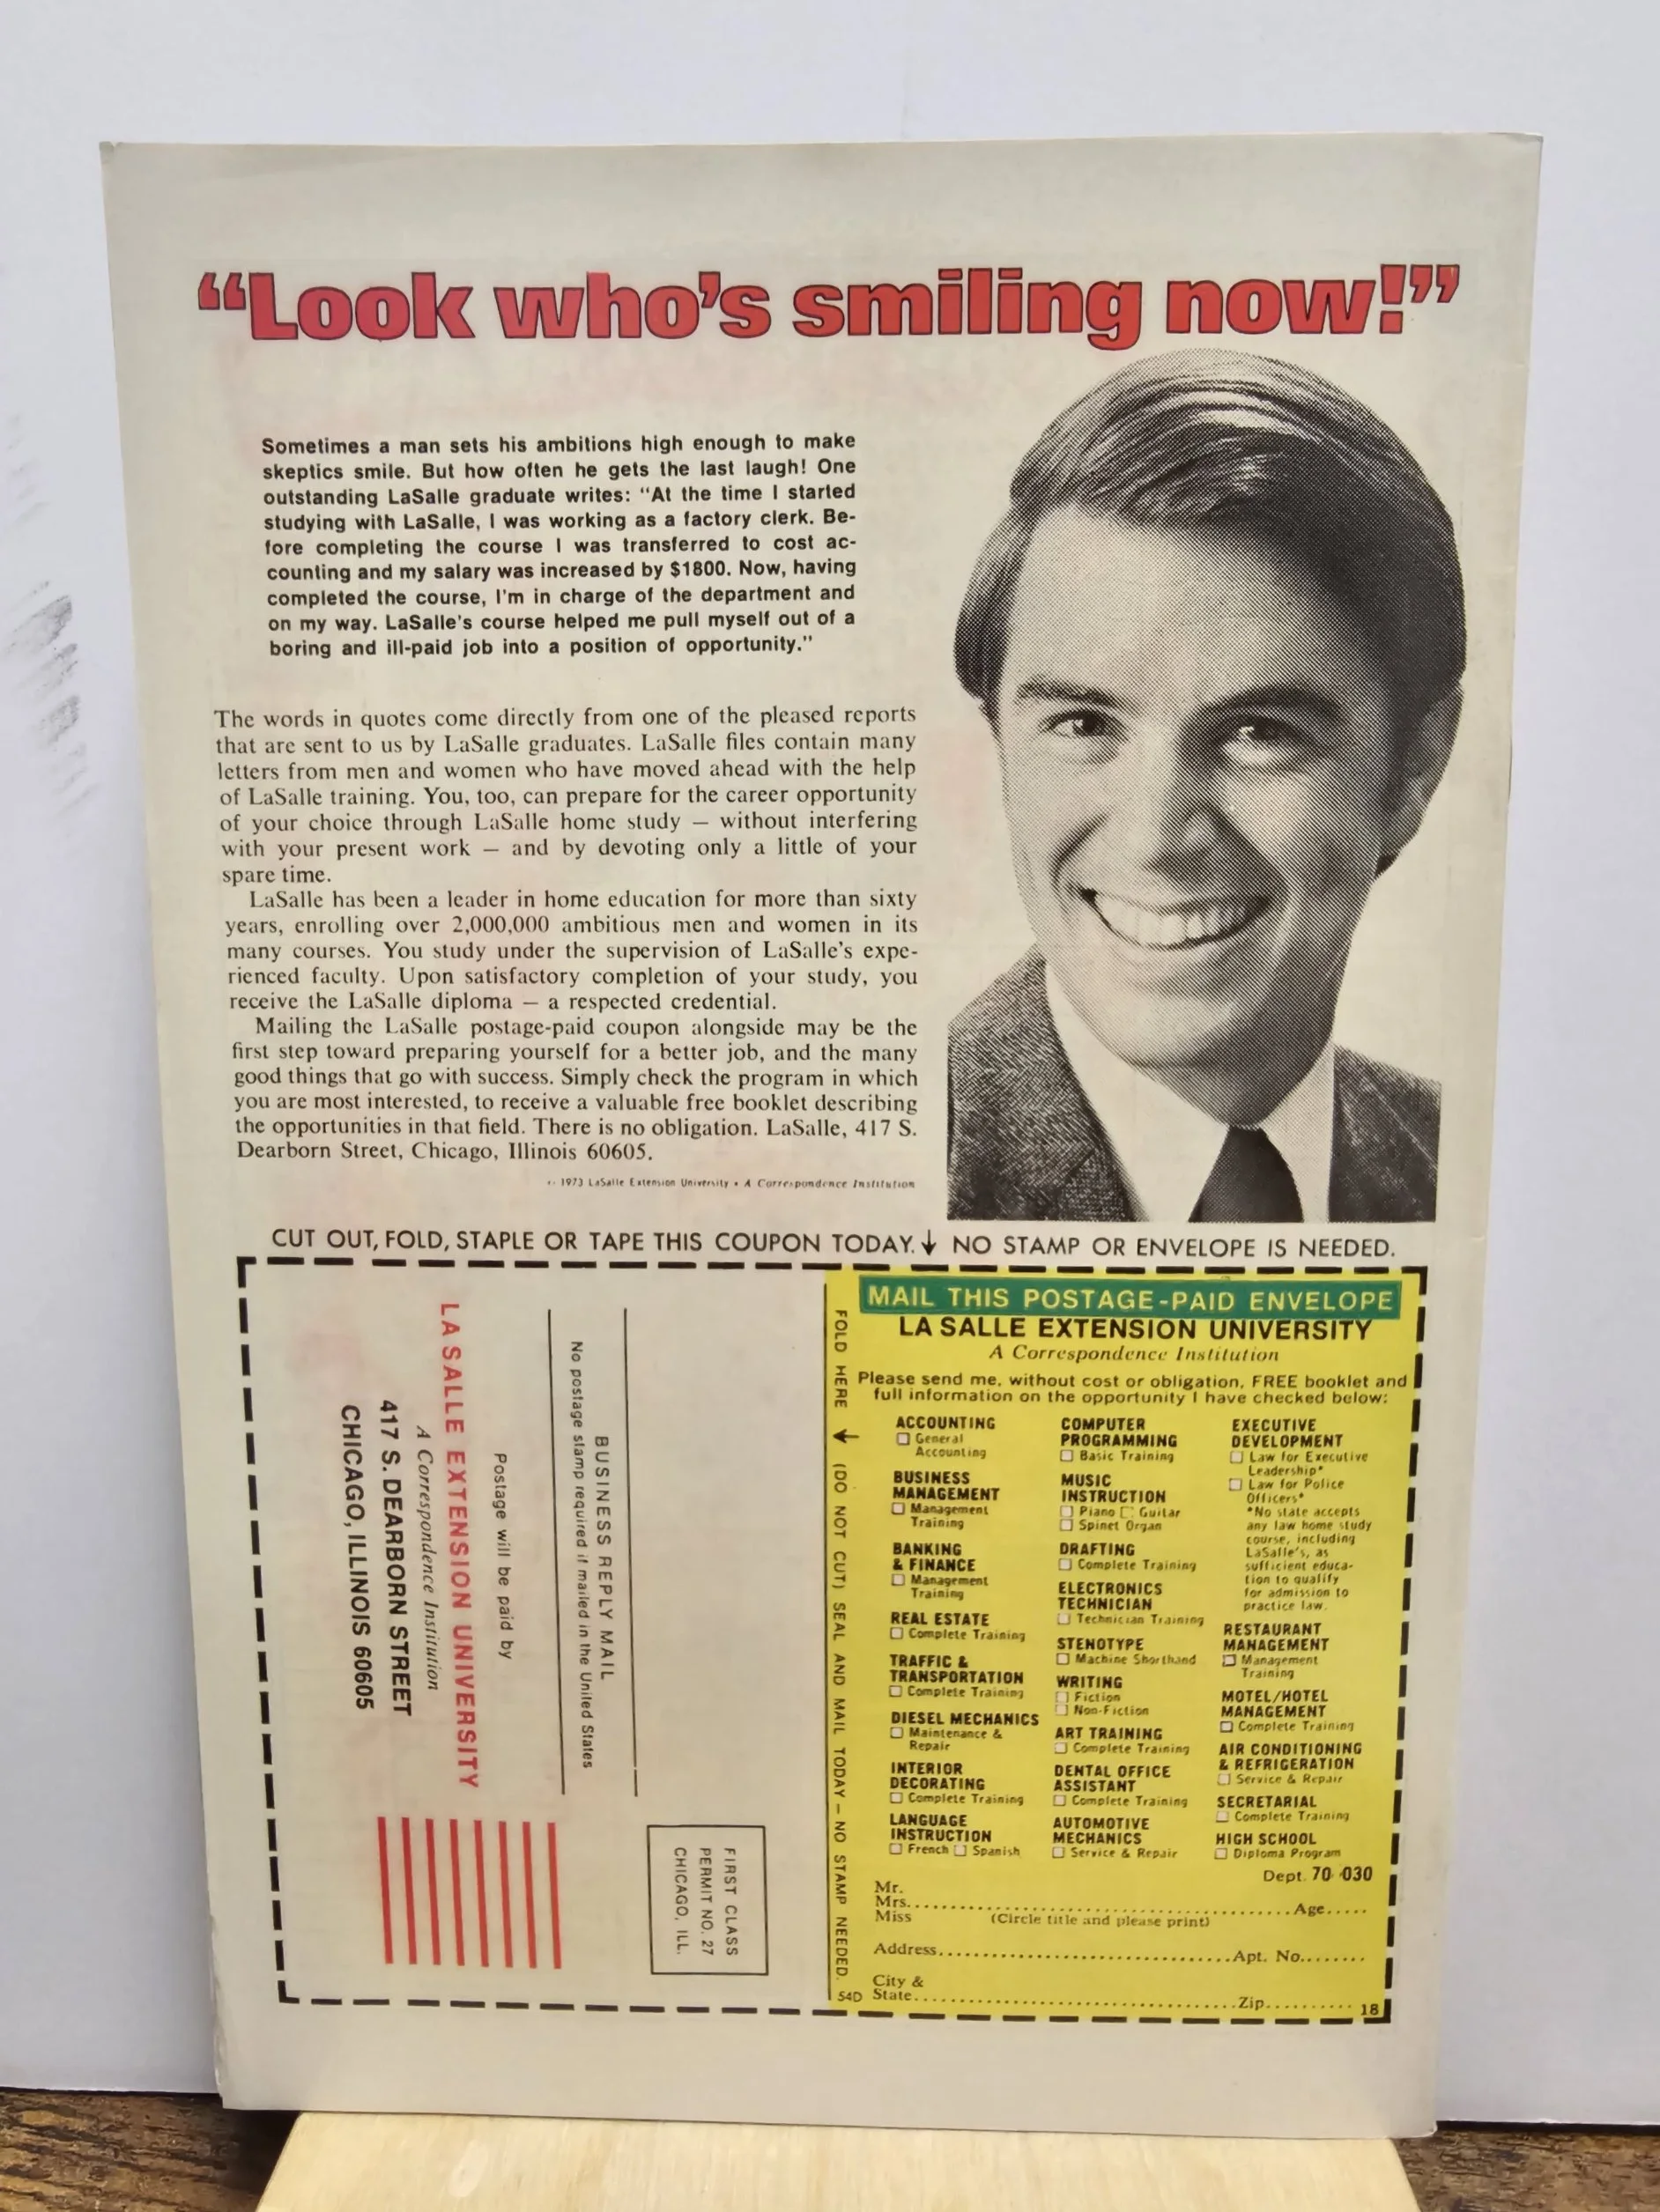 “Look who’s smiling now!”
Sometimes a man sets his ambitions high enough to make
skeptics smile. But how often he gets the last laugh! One
outstanding LaSalle graduate writes: “At the time I started
studying with LaSalle, I was working as a factory clerk. Be-
fore completing the course I was transferred to cost ac-
counting and my salary was increased by $1800. Now, having
completed the course, I’m in charge of the department and
on my way. LaSalle’s course helped me pull myself out of a
boring and ill-paid job into a position of opportunity.”
The words in quotes come directly from one of the pleased reports
that are sent to us by LaSalle graduates. LaSalle files contain many
letters from men and women who have moved ahead with the help
of LaSalle training. You, too, can prepare for the career opportunity
of your choice through LaSalle home study — without interfering
with your present work — and by devoting only a little of your
spare time.
LaSalle has been a leader in home education for more than sixty
years, enrolling over 2,000,000 ambitious men and women in its
many courses. You study under the supervision of LaSalle’s expe-
rienced faculty. Upon satisfactory completion of your study, you
receive the LaSalle diploma — a respected credential.
Mailing the LaSalle postage-paid coupon alongside may be the
first step toward preparing yourself for a better job, and the many
good things that go with success. Simply check the program in which
you are most interested, to receive a valuable free booklet describing
the opportunities in that field. There is no obligation. LaSalle, 417 S.
Dearborn Street, Chicago, Illinois 60605.
1973 LaSalle Extension University • A Correspondence Institution
CUT OUT, FOLD, STAPLE OR TAPE THIS COUPON TODAY. ↓ NO STAMP OR ENVELOPE IS NEEDED.
FIRST CLASS
PERMIT NO. 27
CHICAGO, ILL.
BUSINESS REPLY MAIL
No postage stamp required if mailed in the United States
Postage will be paid by
LASALLE EXTENSION UNIVERSITY
A Correspondence Institution
417 S. DEARBORN STREET
CHICAGO, ILLINOIS 60605
FOLD HERE ↓ (DO NOT CUT) SEAL AND MAIL TODAY — NO STAMP NEEDED.
54D
MAIL THIS POSTAGE-PAID ENVELOPE
LA SALLE EXTENSION UNIVERSITY
A Correspondence Institution
Please send me, without cost or obligation, FREE booklet and
full information on the opportunity I have checked below:
ACCOUNTING
☐ General
Accounting
BUSINESS
MANAGEMENT
☐ Management
Training
BANKING
& FINANCE
☐ Management
Training
REAL ESTATE
☐ Complete Training
TRAFFIC &
TRANSPORTATION
☐ Complete Training
DIESEL MECHANICS
☐ Maintenance &
Repair
INTERIOR
DECORATING
☐ Complete Training
LANGUAGE
INSTRUCTION
☐ French ☐ Spanish
COMPUTER
PROGRAMMING
☐ Basic Training
MUSIC
INSTRUCTION
☐ Piano ☐ Guitar
☐ Spinet Organ
DRAFTING
☐ Complete Training
ELECTRONICS
TECHNICIAN
☐ Technician Training
STENOTYPE
☐ Machine Shorthand
WRITING
☐ Fiction
☐ Non-Fiction
ART TRAINING
☐ Complete Training
DENTAL OFFICE
ASSISTANT
☐ Complete Training
AUTOMOTIVE
MECHANICS
☐ Service & Repair
EXECUTIVE
DEVELOPMENT
☐ Law for Executive
Leadership*
☐ Law for Police
Officers*
*No state accepts
any law home study
course, including
LaSalle's, as
sufficient educa-
tion to qualify
for admission to
practice law.
RESTAURANT
MANAGEMENT
☐ Management
Training
MOTEL/HOTEL
MANAGEMENT
☐ Complete Training
AIR CONDITIONING
& REFRIGERATION
☐ Service & Repair
SECRETARIAL
☐ Complete Training
HIGH SCHOOL
☐ Diploma Program
Dept. 70-030
Mr.
Mrs. Age
Miss (Circle title and please print)
Address Apt. No.
City &
State Zip 18